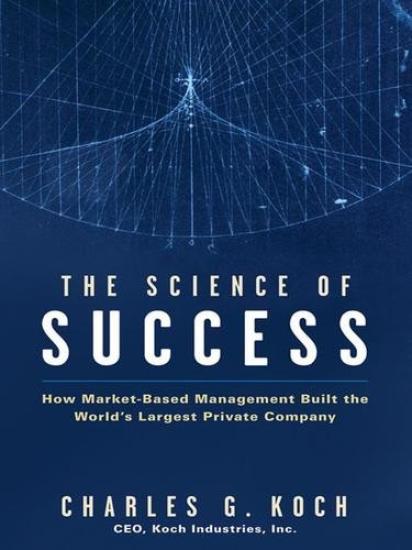 THE SCIENCE OF
SUCCESS
How Market-Based Management Built the
World's Largest Private Company
CHARLES G. KOCH
CEO, Koch Industries, Inc.